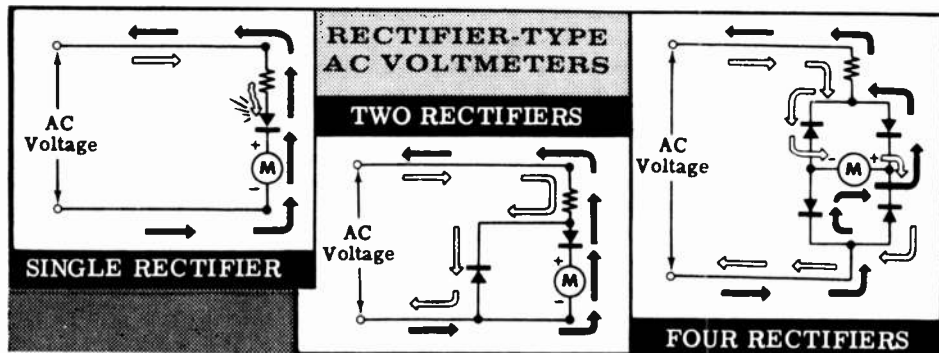 RECTIFIER-TYPE
AC VOLTMETERS
AC
Voltage
+
M
-
SINGLE RECTIFIER
TWO RECTIFIERS
AC
Voltage
+
M
-
AC
Voltage
- M +
FOUR RECTIFIERS